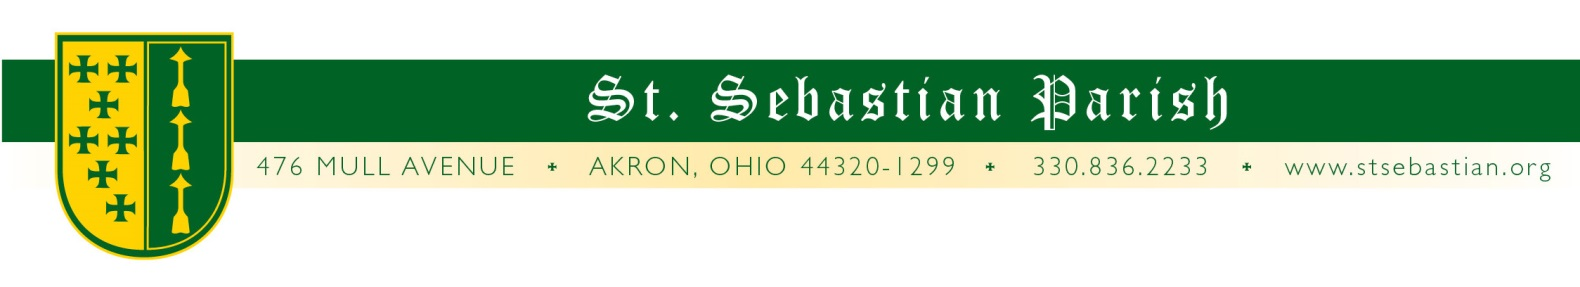 St. Sebastian Parish
476 MULL AVENUE ✦ AKRON, OHIO 44320-1299 ✦ 330.836.2233 ✦ www.stsebastian.org